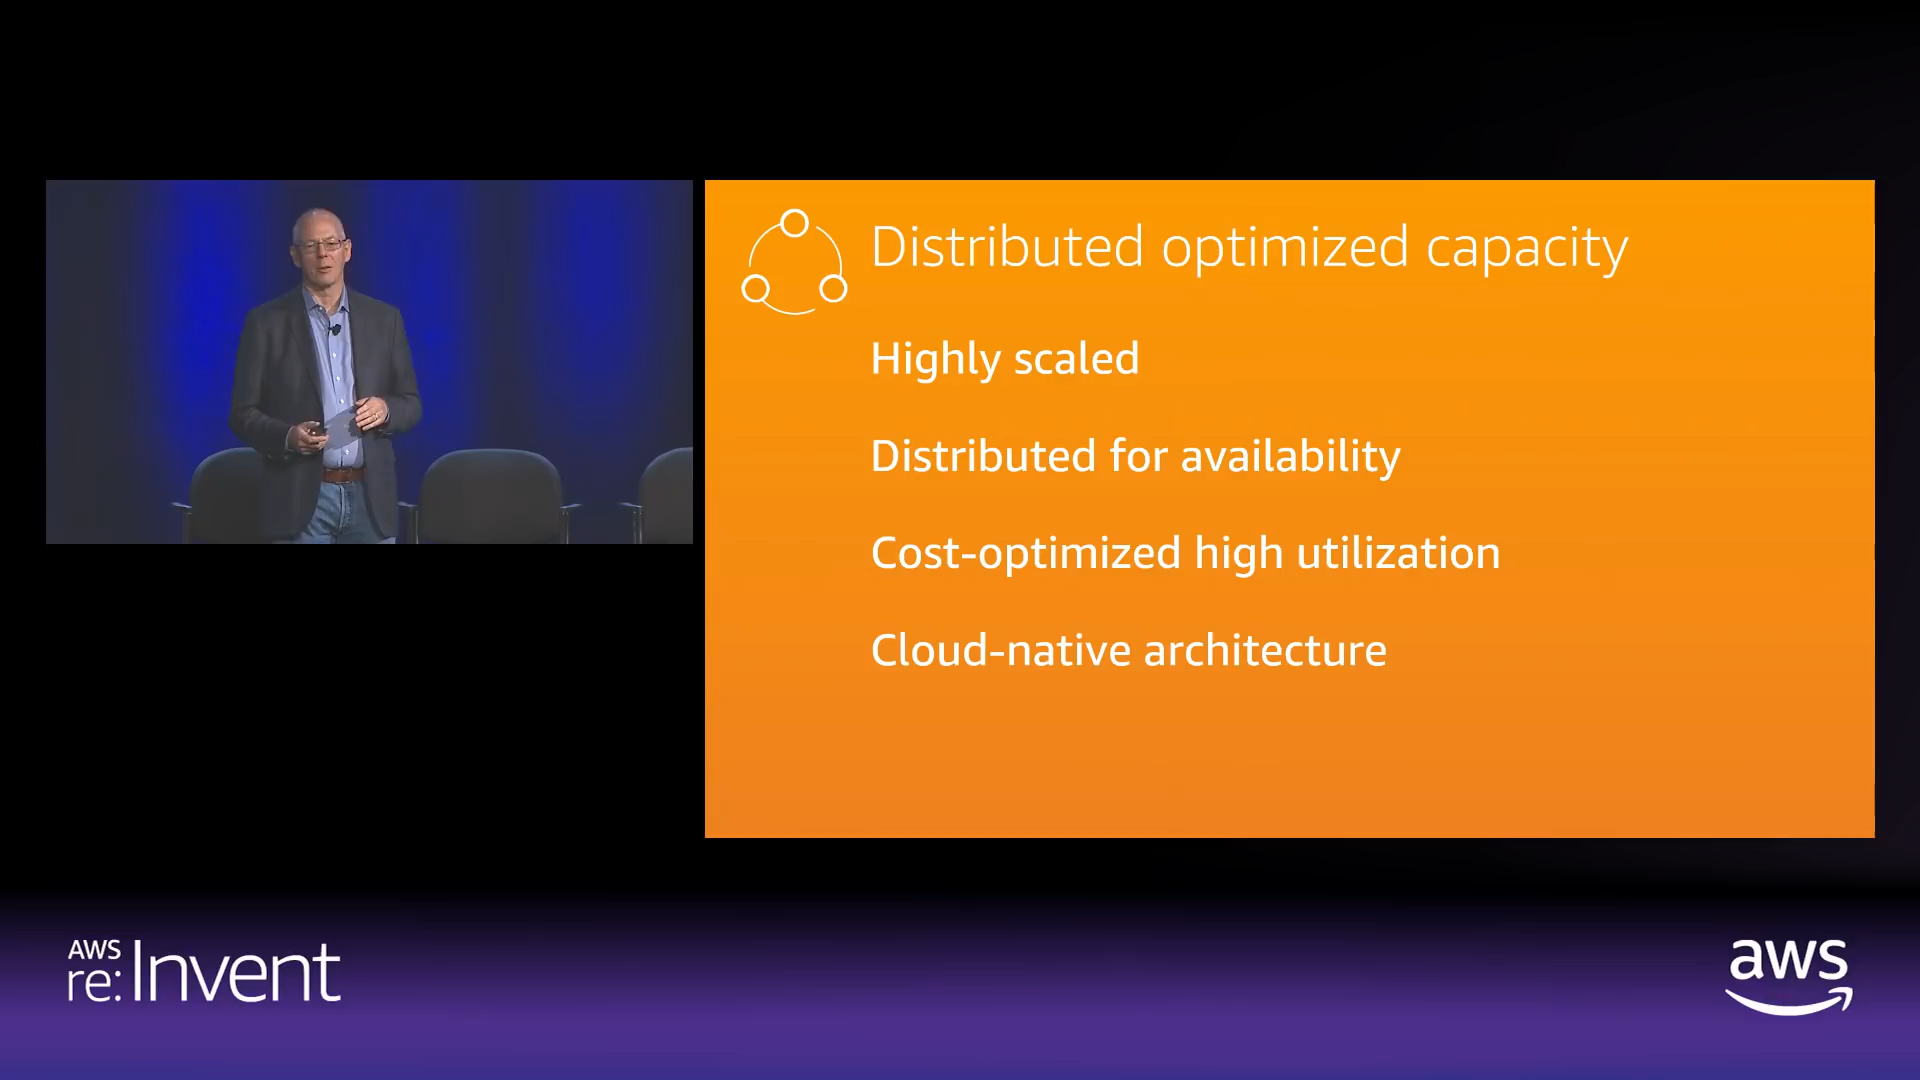 Distributed optimized capacity
Highly scaled
Distributed for availability
Cost-optimized high utilization
Cloud-native architecture
AWS
re:Invent
aws